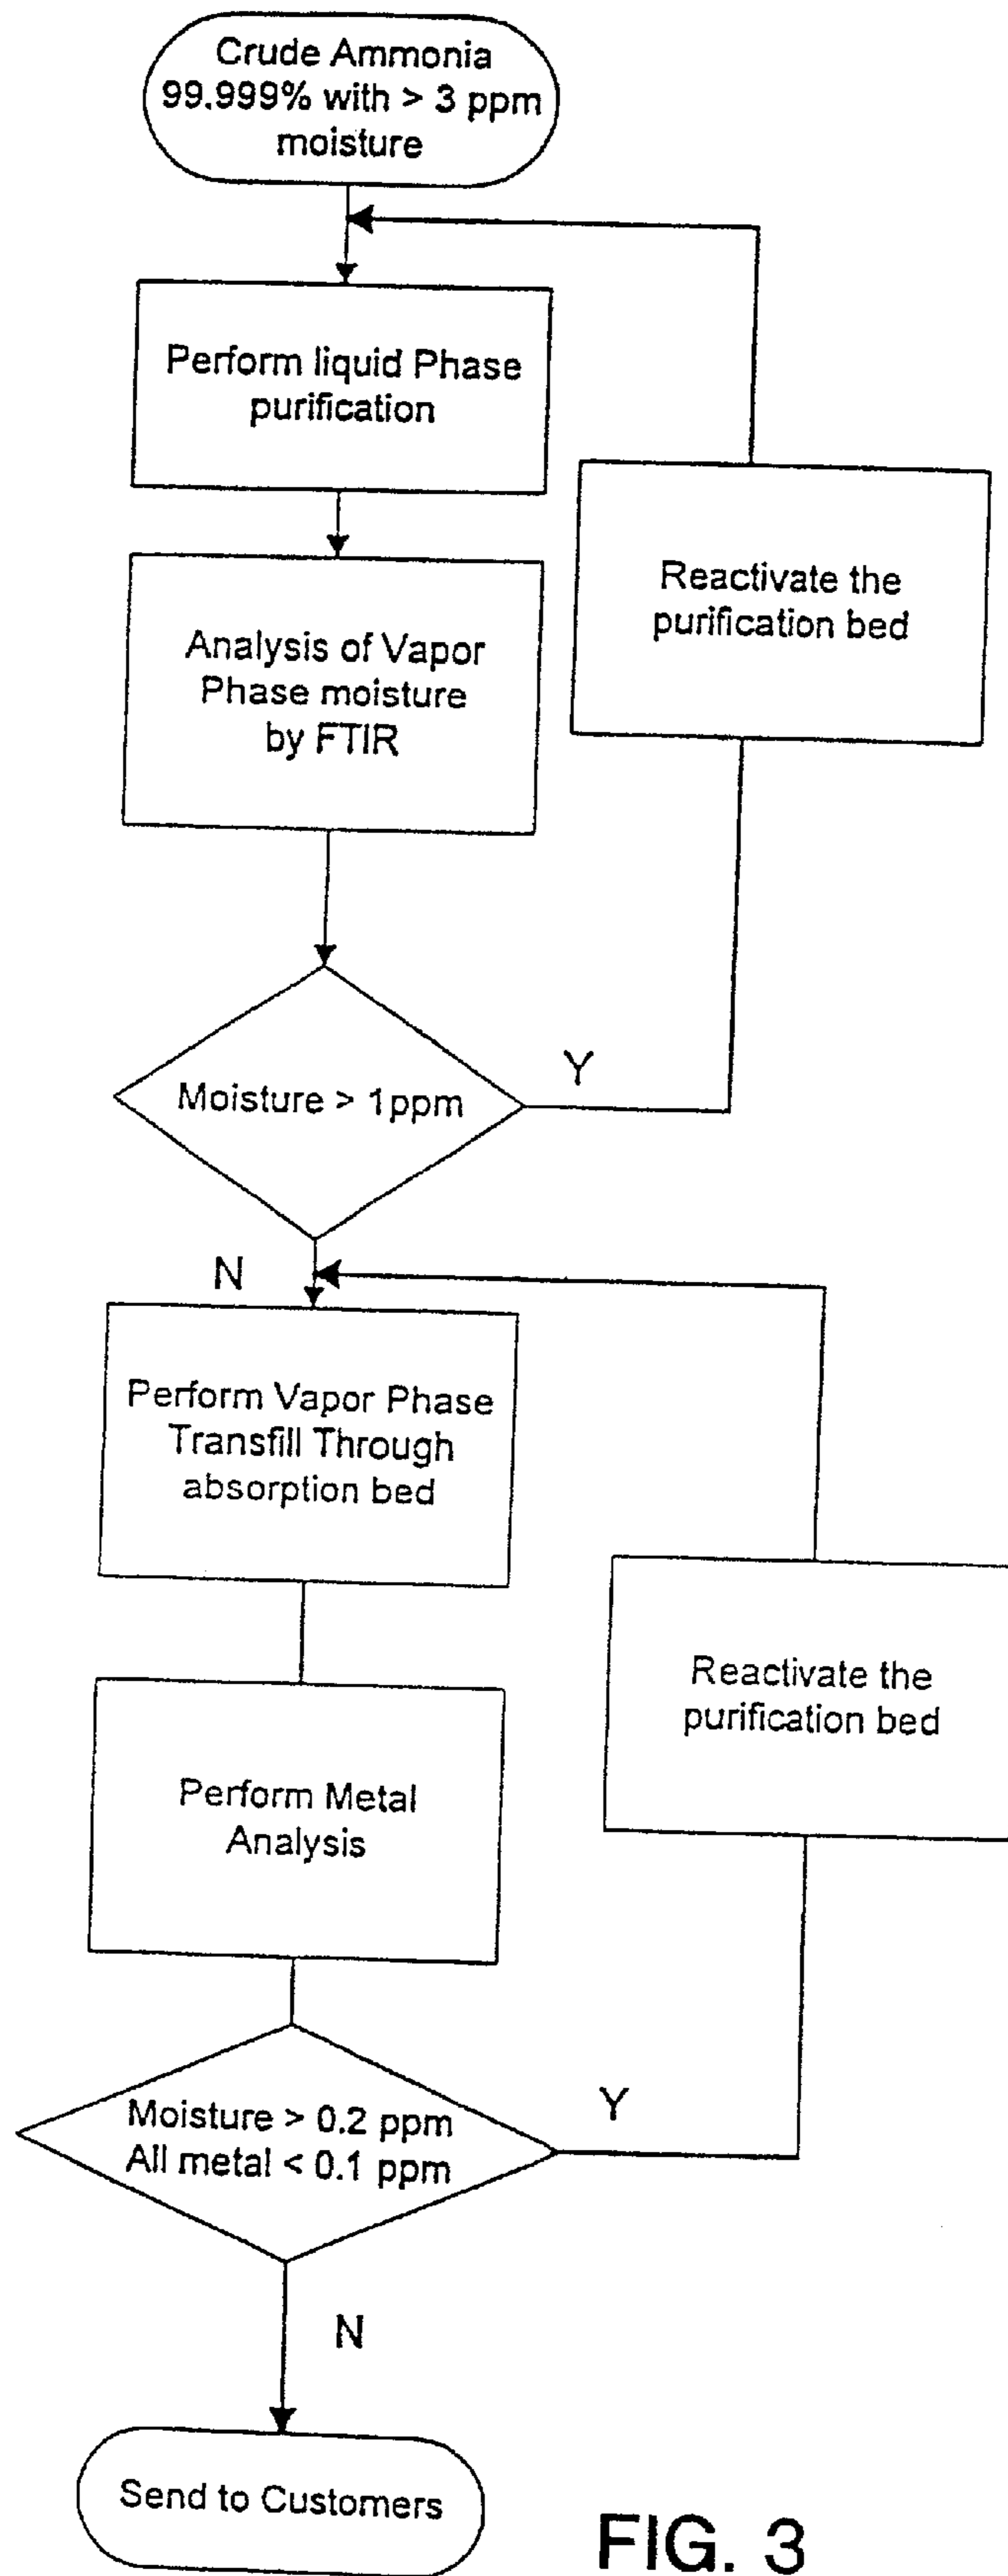 Crude Ammonia
99.999% with > 3 ppm
moisture
Perform liquid Phase
purification
Reactivate the
purification bed
Analysis of Vapor
Phase moisture
by FTIR
Y
Moisture > 1ppm
N
Perform Vapor Phase
Transfill Through
absorption bed
Reactivate the
purification bed
Perform Metal
Analysis
Y
Moisture > 0.2 ppm
All metal < 0.1 ppm
N
Send to Customers
FIG. 3